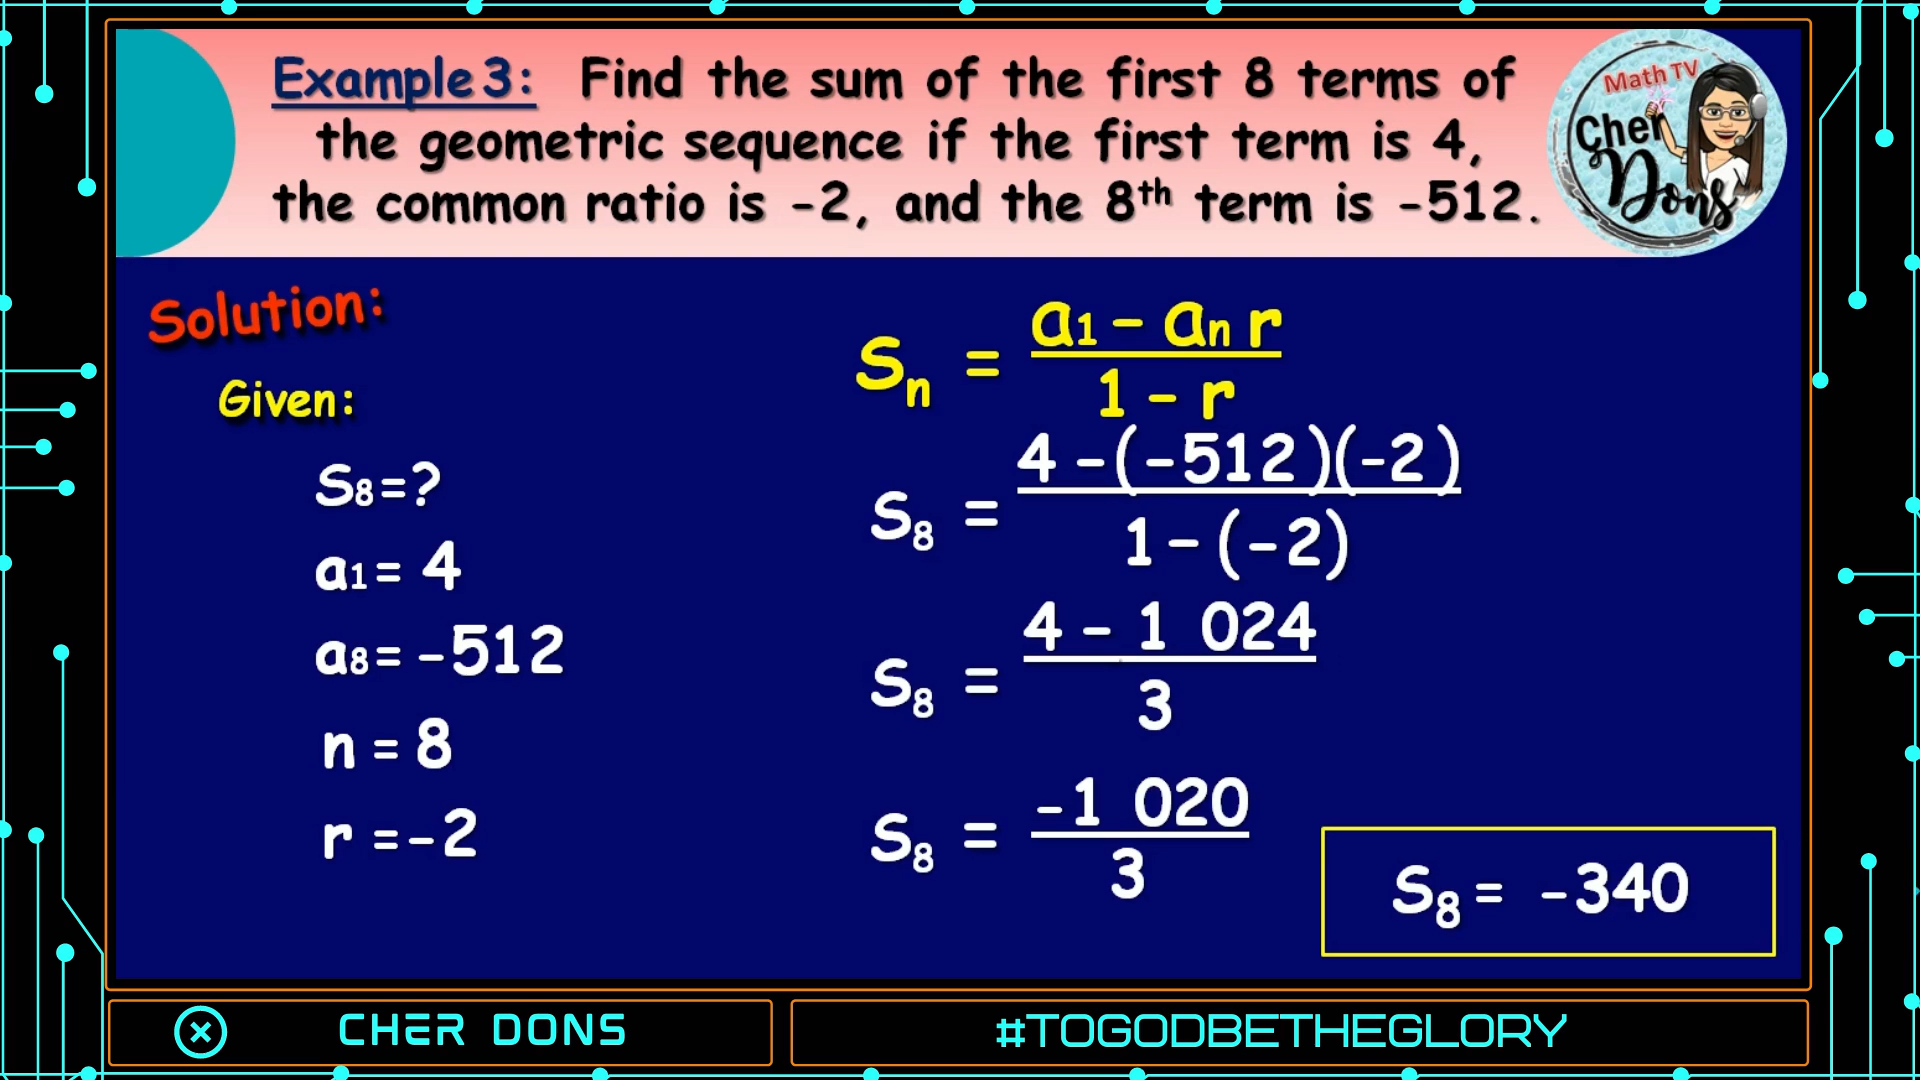 Example 3: Find the sum of the first 8 terms of
the geometric sequence if the first term is 4,
the common ratio is -2, and the 8th term is -512.
Math TV
Cher
Dons
Solution:
Given:
S8=?
a1= 4
a8= -512
n = 8
r =-2
Sn = a1 - an r
1 - r
S8 = 4 -(-512)(-2)
1 - (-2)
S8 = 4 - 1 024
3
S8 = -1 020
3
S8 = -340
CHER DONS
#TOGODBETHEGLORY